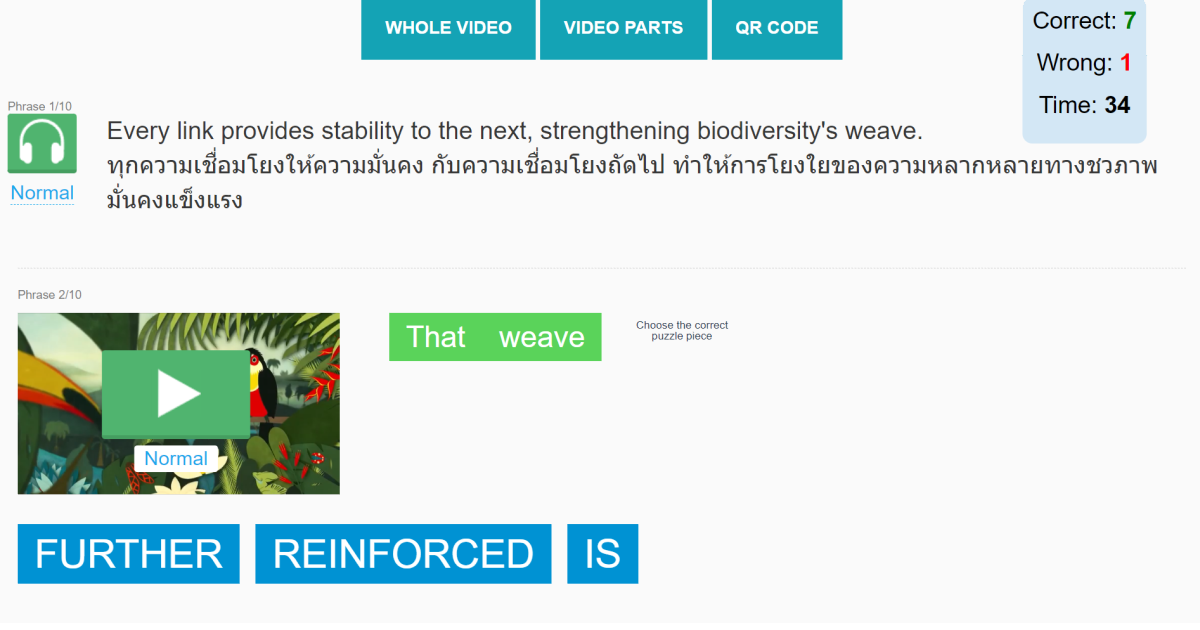 WHOLE VIDEO VIDEO PARTS QR CODE
Correct: 7
Wrong: 1
Time: 34
Phrase 1/10
Normal
Every link provides stability to the next, strengthening biodiversity's weave.
ทุกความเชื่อมโยงให้ความมั่นคง กับความเชื่อมโยงถัดไป ทำให้การโยงใยของความหลากหลายทางชวภาพ
มั่นคงแข็งแรง
Phrase 2/10
That weave
Choose the correct
puzzle piece
Normal
FURTHER REINFORCED IS